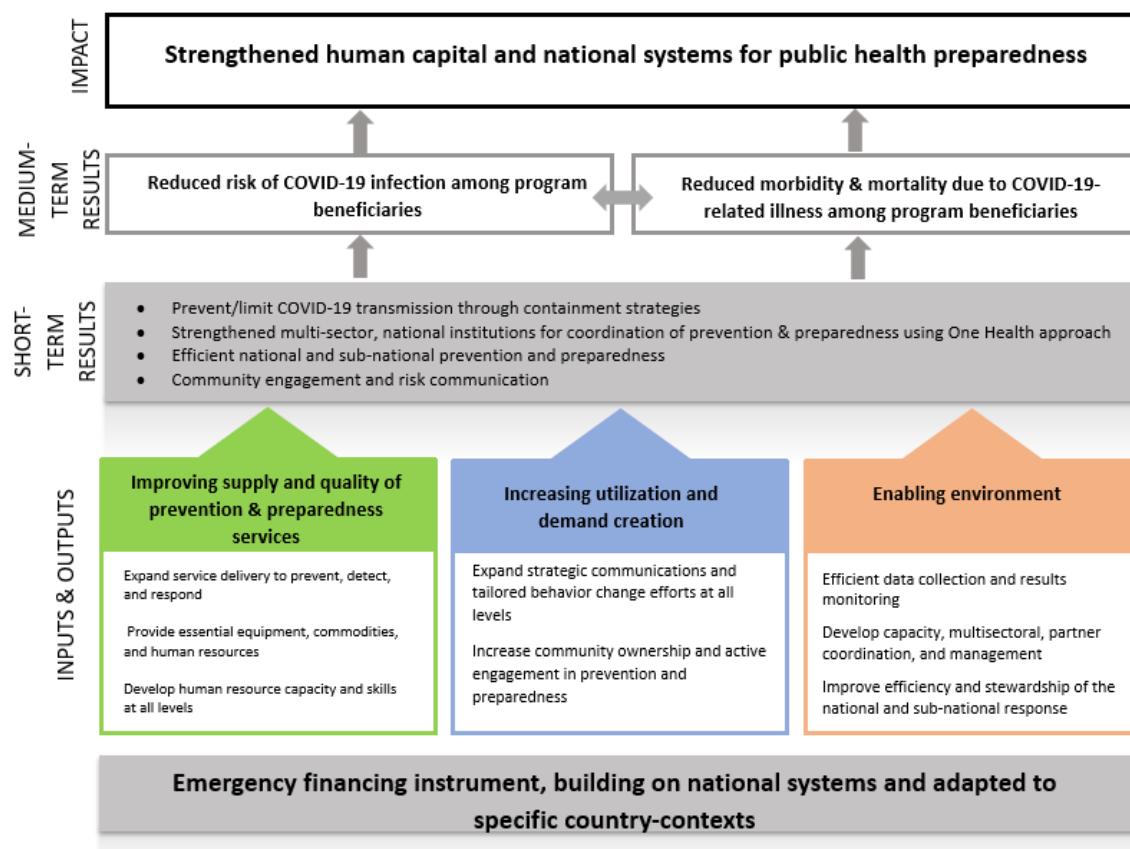 IMPACT
Strengthened human capital and national systems for public health preparedness
MEDIUM-
TERM
RESULTS
Reduced risk of COVID-19 infection among program
beneficiaries
Reduced morbidity & mortality due to COVID-19-
related illness among program beneficiaries
SHORT-
TERM
RESULTS
• Prevent/limit COVID-19 transmission through containment strategies
• Strengthened multi-sector, national institutions for coordination of prevention & preparedness using One Health approach
• Efficient national and sub-national prevention and preparedness
• Community engagement and risk communication
INPUTS & OUTPUTS
Improving supply and quality of
prevention & preparedness
services
Expand service delivery to prevent, detect,
and respond
Provide essential equipment, commodities,
and human resources
Develop human resource capacity and skills
at all levels
Increasing utilization and
demand creation
Expand strategic communications and
tailored behavior change efforts at all
levels
Increase community ownership and active
engagement in prevention and
preparedness
Enabling environment
Efficient data collection and results
monitoring
Develop capacity, multisectoral, partner
coordination, and management
Improve efficiency and stewardship of the
national and sub-national response
Emergency financing instrument, building on national systems and adapted to
specific country-contexts